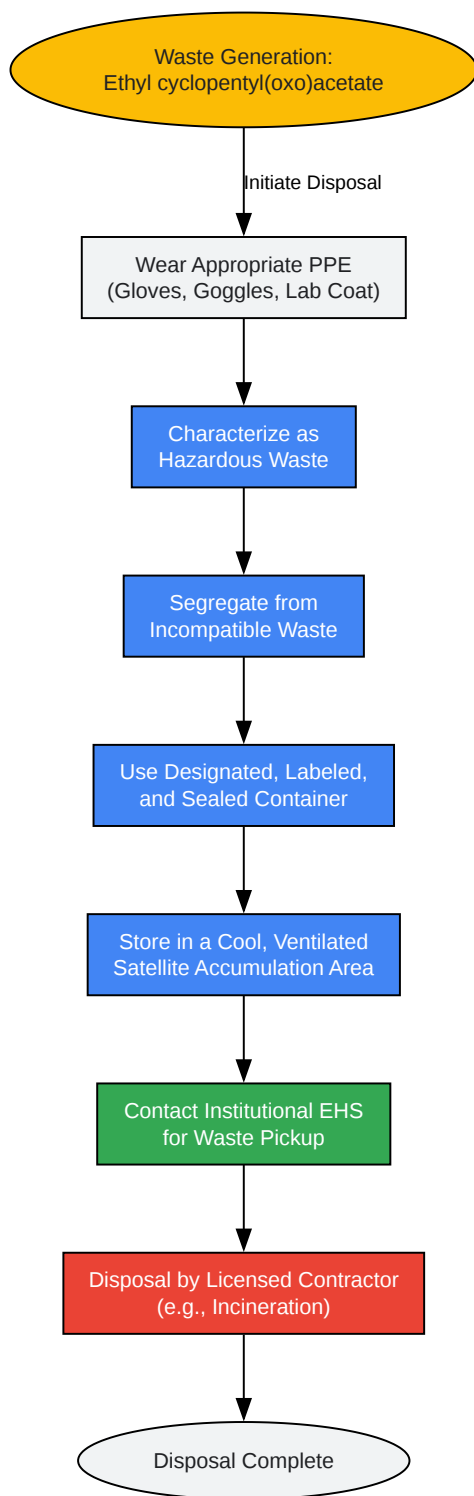 Waste Generation:
Ethyl cyclopentyl(oxo)acetate
Initiate Disposal
Wear Appropriate PPE
(Gloves, Goggles, Lab Coat)
Characterize as
Hazardous Waste
Segregate from
Incompatible Waste
Use Designated, Labeled,
and Sealed Container
Store in a Cool, Ventilated
Satellite Accumulation Area
Contact Institutional EHS
for Waste Pickup
Disposal by Licensed Contractor
(e.g., Incineration)
Disposal Complete